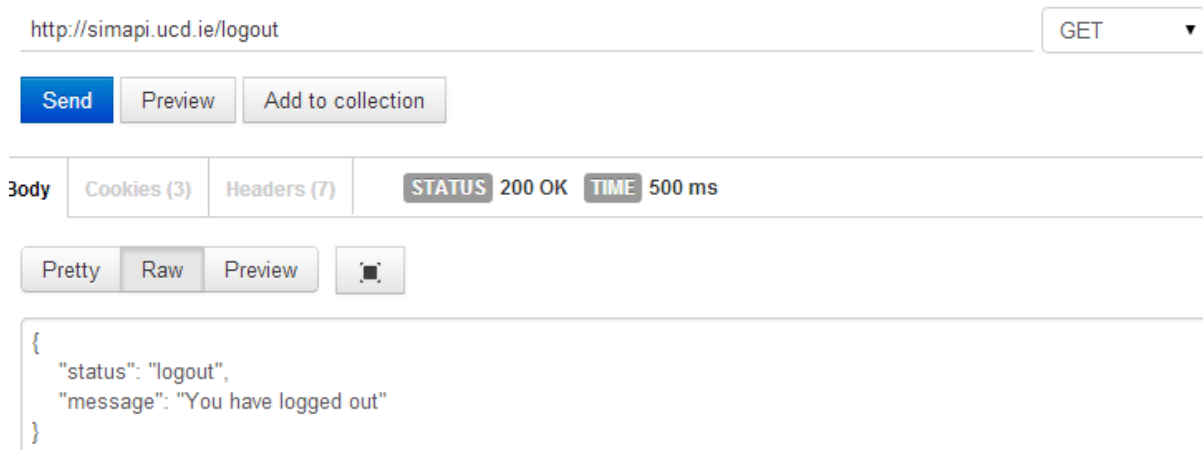 http://simapi.ucd.ie/logout GET
Send Preview Add to collection
Body Cookies (3) Headers (7) STATUS 200 OK TIME 500 ms
Pretty Raw Preview
{
"status": "logout",
"message": "You have logged out"
}